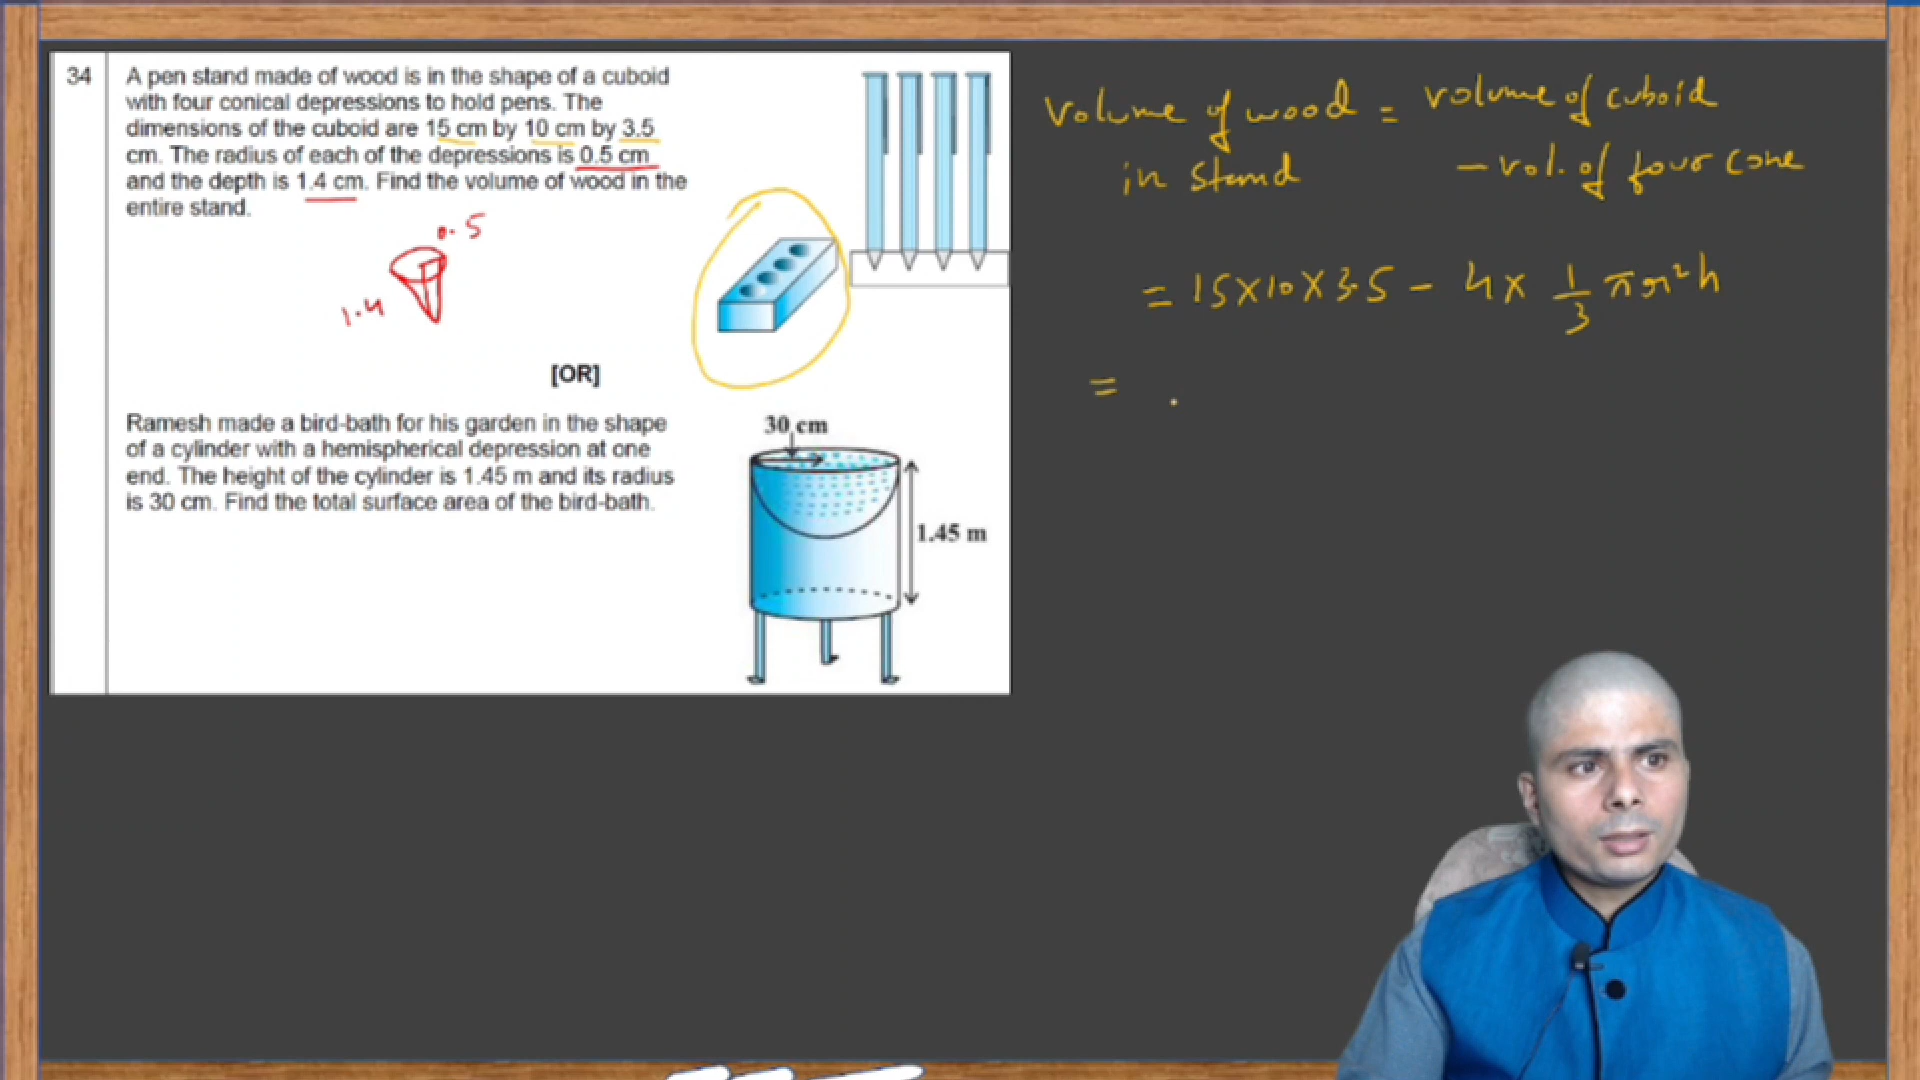 34
A pen stand made of wood is in the shape of a cuboid
with four conical depressions to hold pens. The
dimensions of the cuboid are 15 cm by 10 cm by 3.5
cm. The radius of each of the depressions is 0.5 cm
and the depth is 1.4 cm. Find the volume of wood in the
entire stand.
0.5
1.4
[OR]
Ramesh made a bird-bath for his garden in the shape
of a cylinder with a hemispherical depression at one
end. The height of the cylinder is 1.45 m and its radius
is 30 cm. Find the total surface area of the bird-bath.
30 cm
1.45 m
Volume of wood = volume of cuboid
in stand - vol. of four cone
= 15×10×3.5 - 4× 1/3 πr²h
=